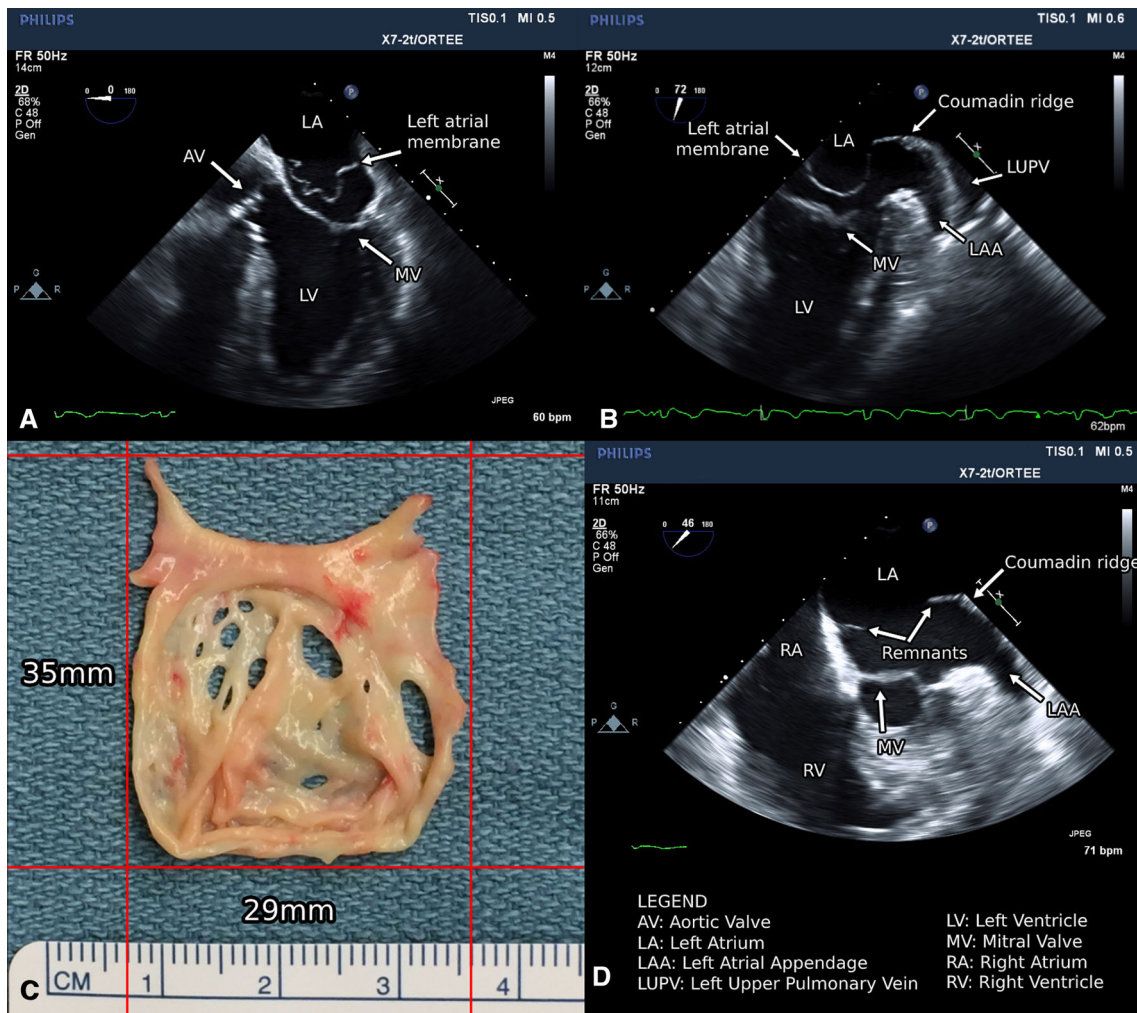 PHILIPS
TIS0.1 MI 0.5
X7-2t/ORTEE
FR 50Hz
14cm
M4
2D
68%
C 48
P Off
Gen
0 0 180
P
LA
Left atrial
membrane
AV
X
MV
LV
G
P R
JPEG
A
60 bpm
PHILIPS
TIS0.1 MI 0.6
X7-2t/ORTEE
FR 50Hz
12cm
M4
2D
66%
C 48
P Off
Gen
0 72 180
P
Coumadin ridge
Left atrial
membrane
LA
X
LUPV
LAA
MV
LV
G
P R
B
62bpm
35mm
29mm
C
CM 1 2 3 4
PHILIPS
TIS0.1 MI 0.5
X7-2t/ORTEE
FR 50Hz
11cm
M4
2D
66%
C 48
P Off
Gen
0 46 180
P
LA
Coumadin ridge
X
RA
Remnants
LAA
MV
RV
G
P R
JPEG
71 bpm
LEGEND
AV: Aortic Valve
LA: Left Atrium
LAA: Left Atrial Appendage
LUPV: Left Upper Pulmonary Vein
LV: Left Ventricle
MV: Mitral Valve
RA: Right Atrium
RV: Right Ventricle
D